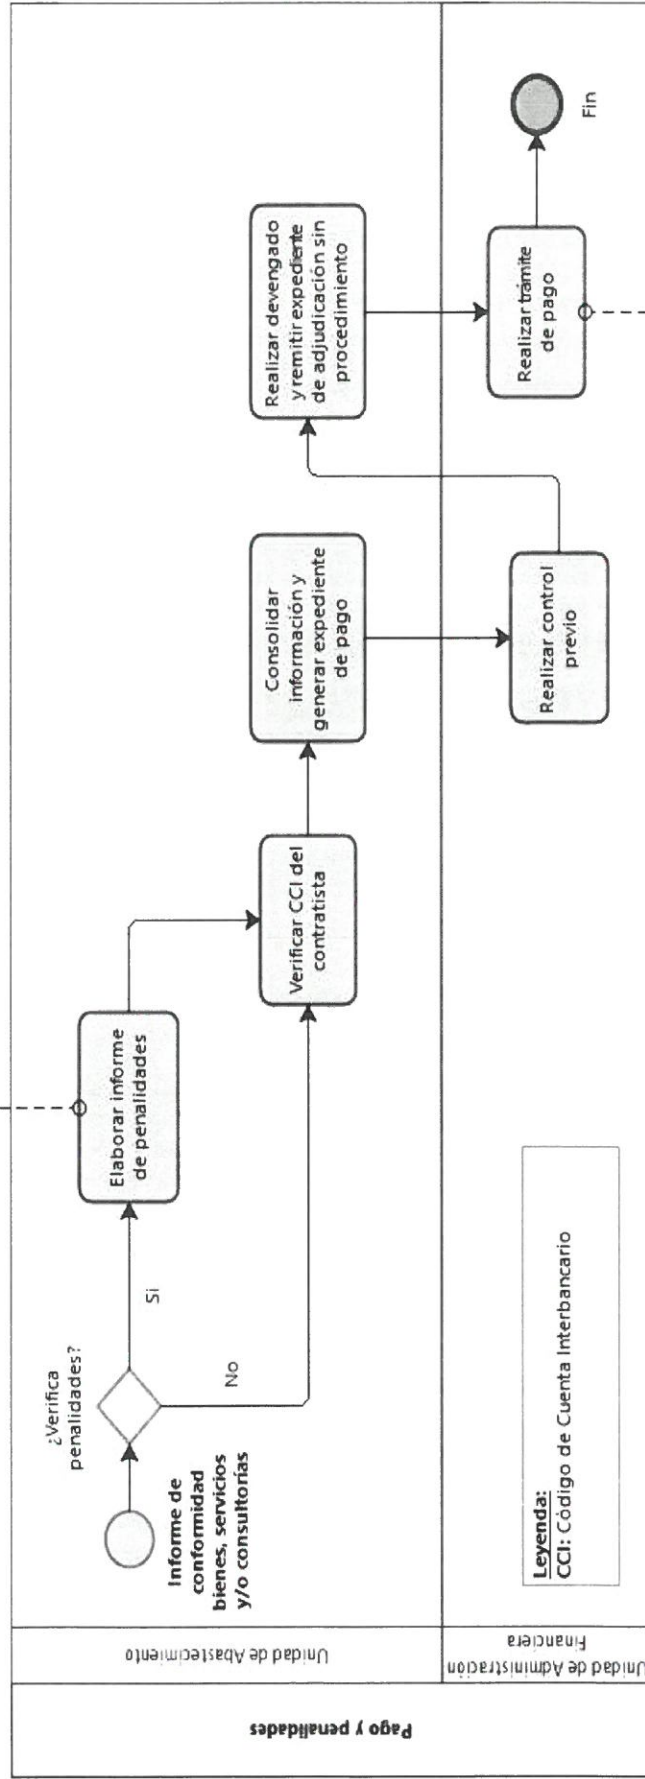 Pago y penalidades
Unidad de Abastecimiento
Informe de
conformidad
bienes, servicios
y/o consultorías
¿Verifica
penalidades?
Si
No
Elaborar informe
de penalidades
Verificar CCI del
contratista
Consolidar
información y
generar expediente
de pago
Realizar devengado
y remitir expediente
de adjudicación sin
procedimiento
Unidad de Administración
Financiera
Leyenda:
CCI: Código de Cuenta Interbancario
Realizar control
previo
Realizar trámite
de pago
Fin